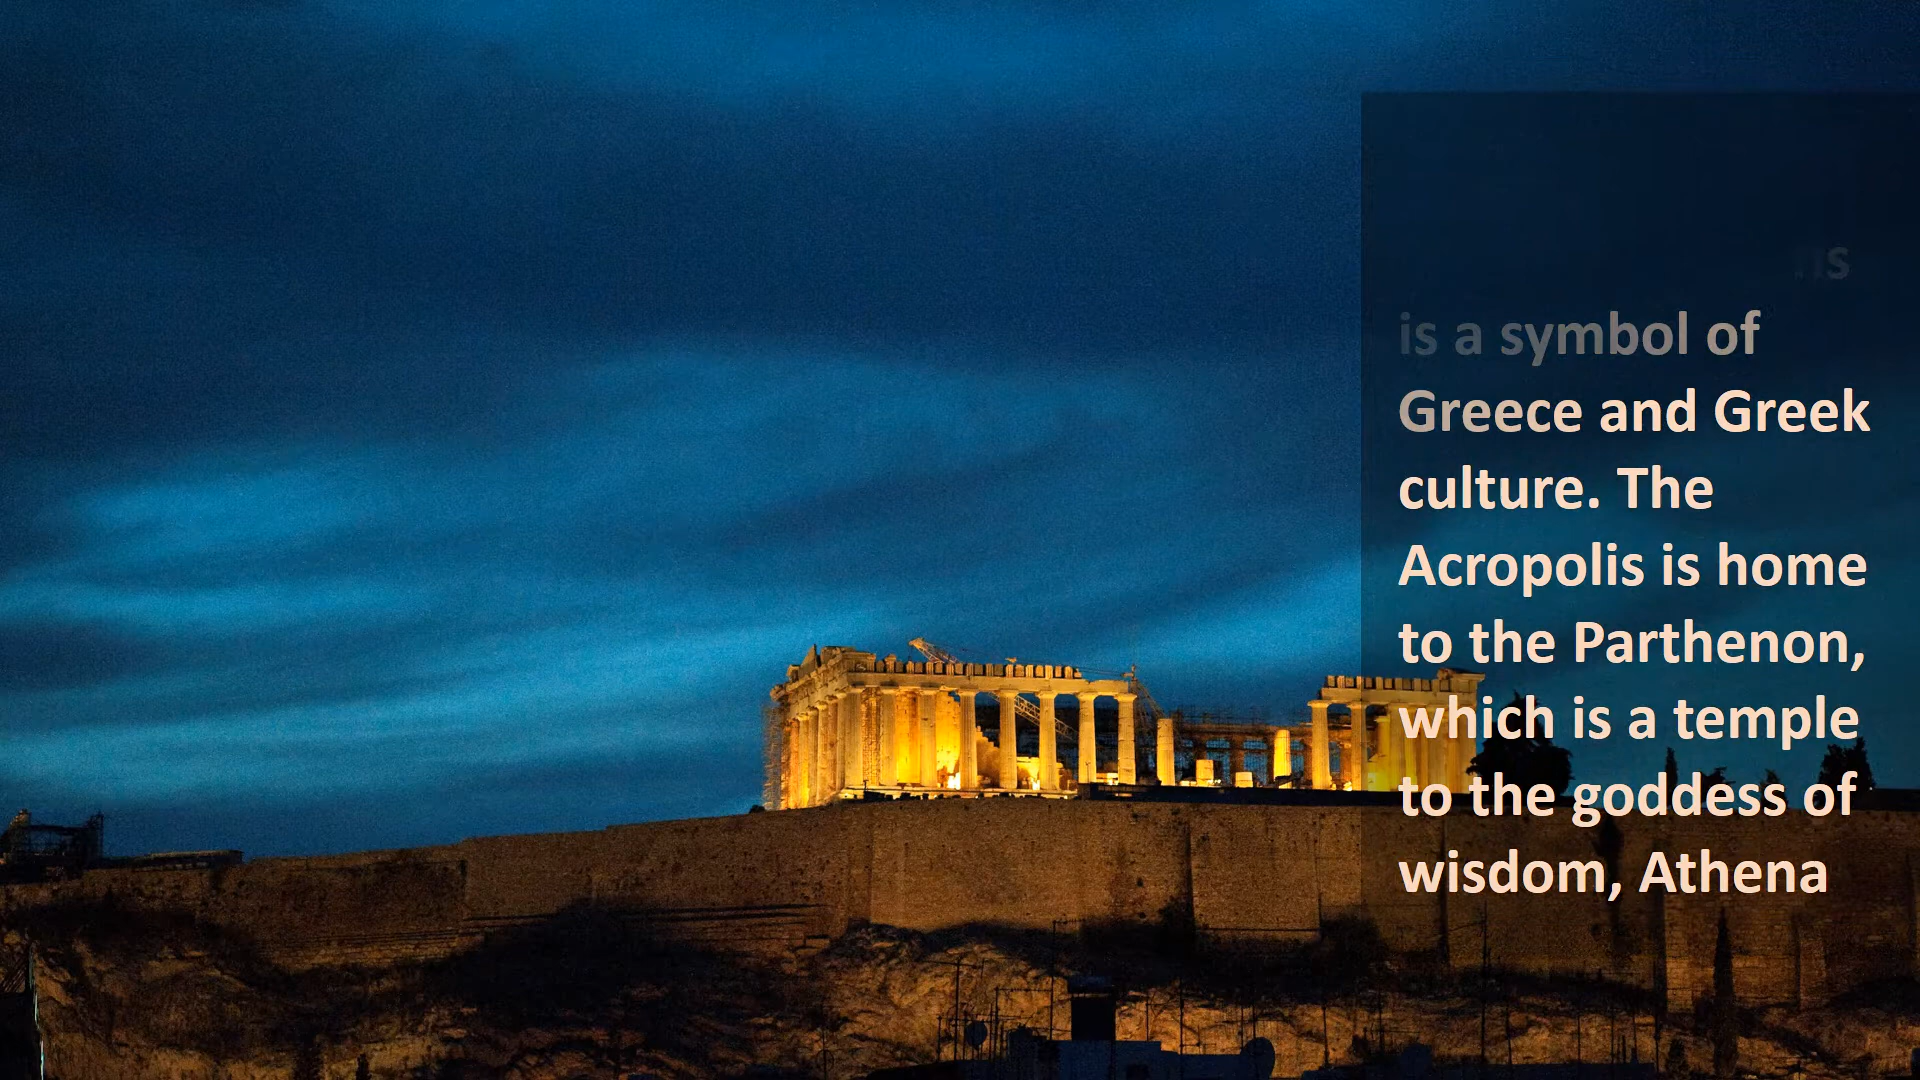 is a symbol of
Greece and Greek
culture. The
Acropolis is home
to the Parthenon,
which is a temple
to the goddess of
wisdom, Athena